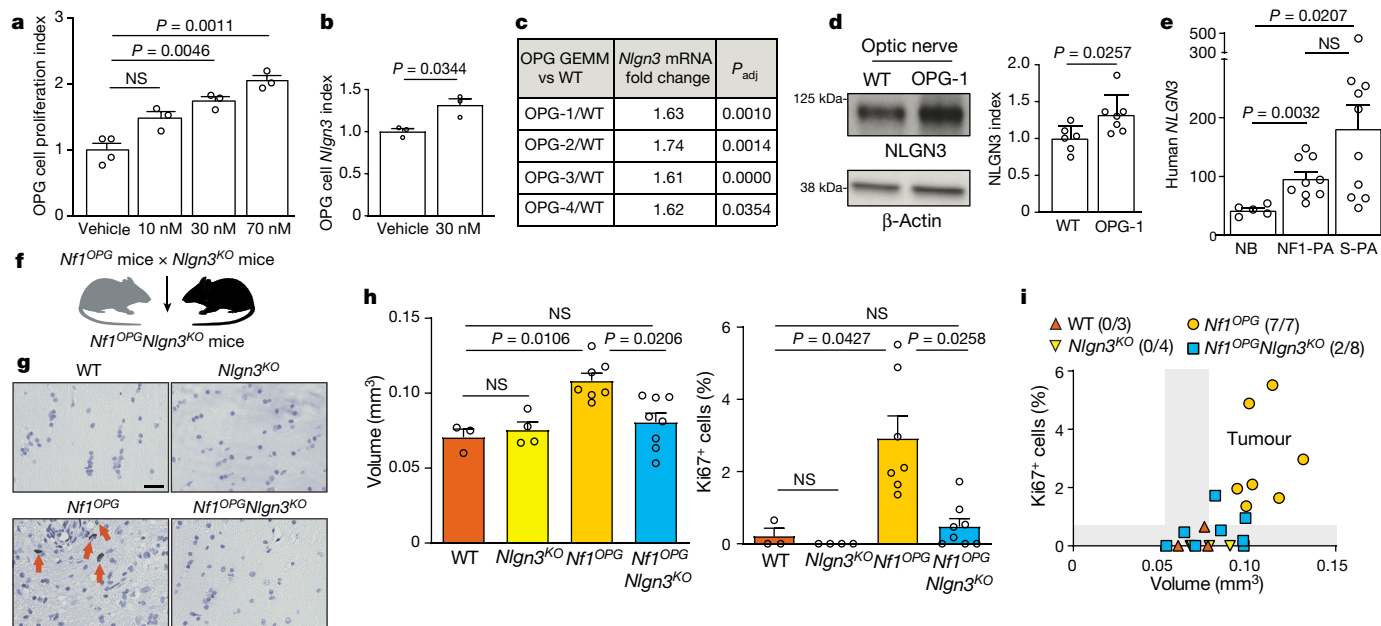 a
OPG cell proliferation index
3
2
1
0
P = 0.0011
P = 0.0046
NS
Vehicle 10 nM 30 nM 70 nM
b
OPG cell Nlgn3 index
1.5
1.0
0.5
0
P = 0.0344
Vehicle 30 nM
c
OPG GEMM vs WT | Nlgn3 mRNA fold change | Padj
OPG-1/WT 1.63 0.0010
OPG-2/WT 1.74 0.0014
OPG-3/WT 1.61 0.0000
OPG-4/WT 1.62 0.0354
d
Optic nerve
WT OPG-1
125 kDa
NLGN3
38 kDa
β-Actin
NLGN3 index
2.0
1.5
1.0
0.5
0
P = 0.0257
WT OPG-1
e
Human NLGN3
500
300
200
100
0
P = 0.0207
NS
P = 0.0032
NB NF1-PA S-PA
f
Nf1OPG mice × Nlgn3KO mice
Nf1OPGNlgn3KO mice
g
WT
Nlgn3KO
Nf1OPG
Nf1OPGNlgn3KO
h
Volume (mm3)
0.15
0.10
0.05
0
NS
P = 0.0106 P = 0.0206
NS
WT Nlgn3KO Nf1OPG Nf1OPG Nlgn3KO
Ki67+ cells (%)
6
4
2
0
NS
P = 0.0427 P = 0.0258
NS
WT Nlgn3KO Nf1OPG Nf1OPG Nlgn3KO
i
WT (0/3) Nf1OPG (7/7)
Nlgn3KO (0/4) Nf1OPGNlgn3KO (2/8)
Ki67+ cells (%)
6
4
2
0
Tumour
0 0.05 0.10 0.15
Volume (mm3)